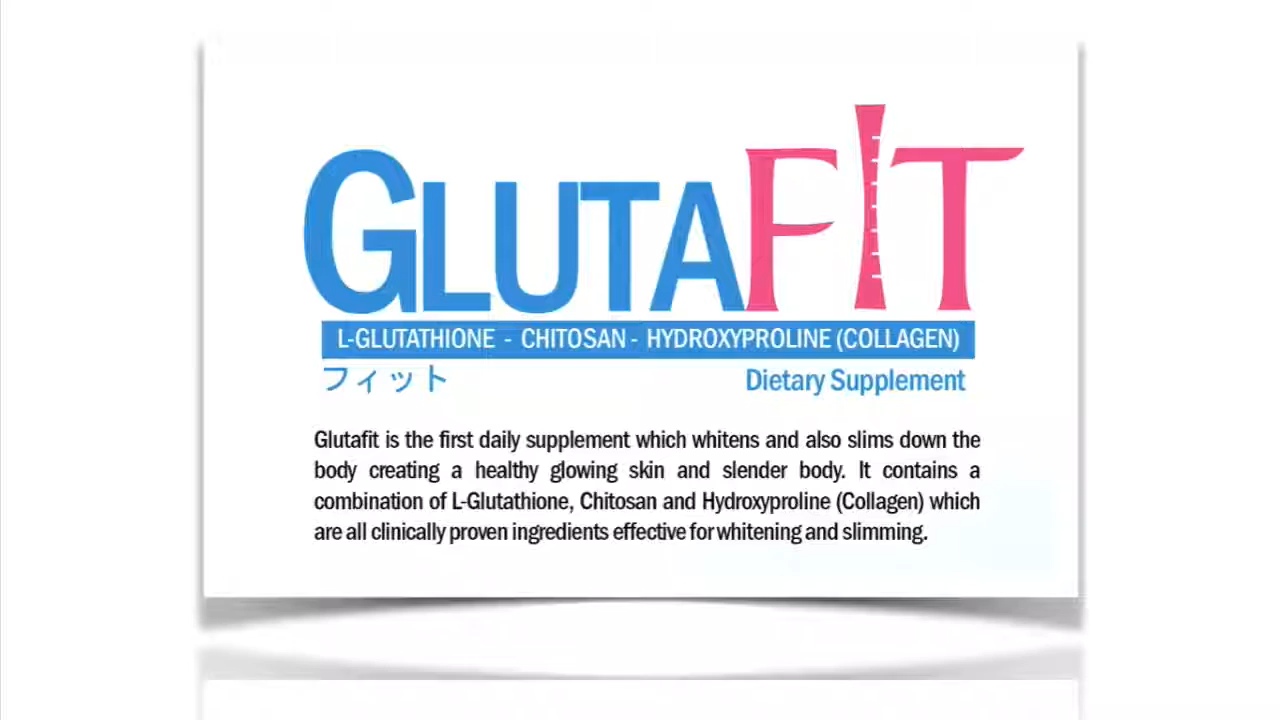 GLUTAFIT
L-GLUTATHIONE - CHITOSAN - HYDROXYPROLINE (COLLAGEN)
フィット Dietary Supplement
Glutafit is the first daily supplement which whitens and also slims down the
body creating a healthy glowing skin and slender body. It contains a
combination of L-Glutathione, Chitosan and Hydroxyproline (Collagen) which
are all clinically proven ingredients effective for whitening and slimming.